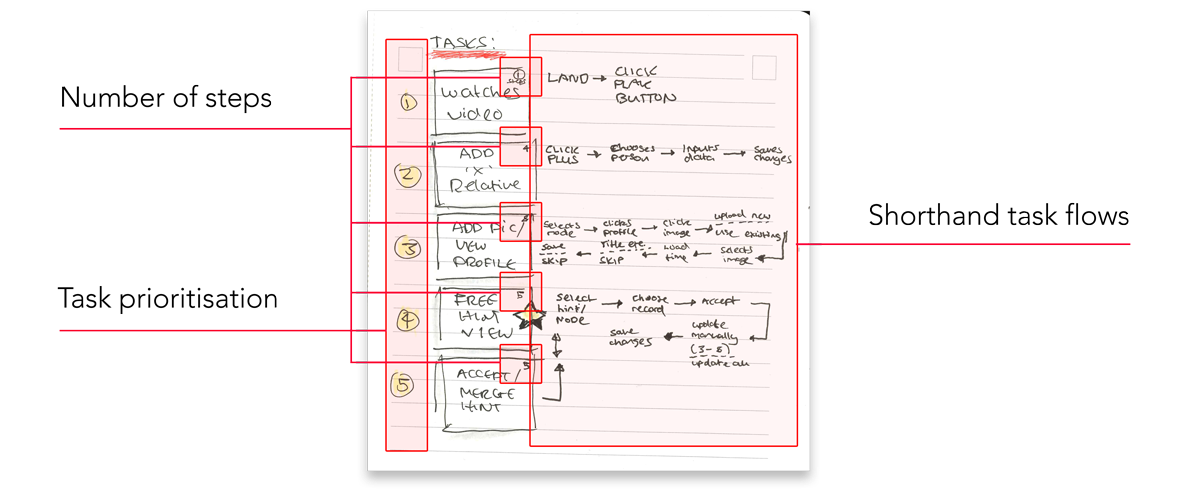 Number of steps
Task prioritisation
Shorthand task flows
TASKS:
1
1
Watches
video
LAND → CLICK
PLAY
BUTTON
2
4
ADD
'X'
Relative
CLICK PLUS → Chooses person → Inputs data → Saves changes
3
8
ADD Pic/
VIEW
PROFILE
Selects node → clicks profile → clicks image → upload new
use existing
selects image ← Load time ← Title etc.
SKIP ← save
SKIP
4
5
FREE
HINT
VIEW
Select hint/ NODE → choose record → Accept
update manually
(3-5)
update all
save changes
5
5
ACCEPT/
MERGE
HINT